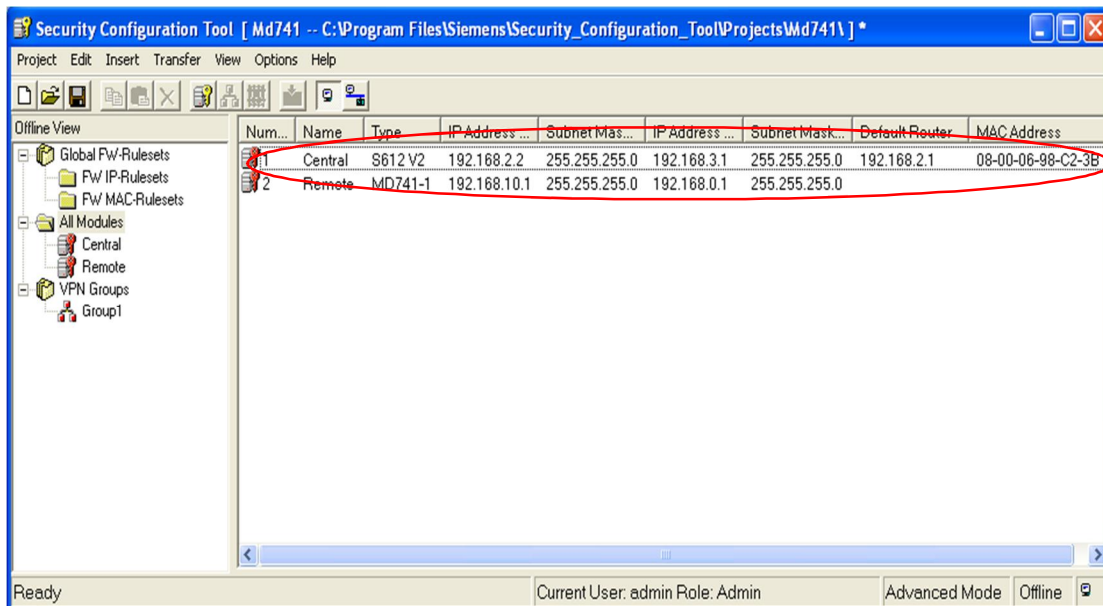 Security Configuration Tool [ Md741 -- C:\Program Files\Siemens\Security_Configuration_Tool\Projects\Md741\ ] *
Project Edit Insert Transfer View Options Help
Offline View
Global FW-Rulesets
FW IP-Rulesets
FW MAC-Rulesets
All Modules
Central
Remote
VPN Groups
Group1
Num... Name Type IP Address ... Subnet Mas... IP Address ... Subnet Mask... Default Router MAC Address
1 Central S612 V2 192.168.2.2 255.255.255.0 192.168.3.1 255.255.255.0 192.168.2.1 08-00-06-98-C2-3B
2 Remote MD741-1 192.168.10.1 255.255.255.0 192.168.0.1 255.255.255.0
Ready Current User: admin Role: Admin Advanced Mode Offline